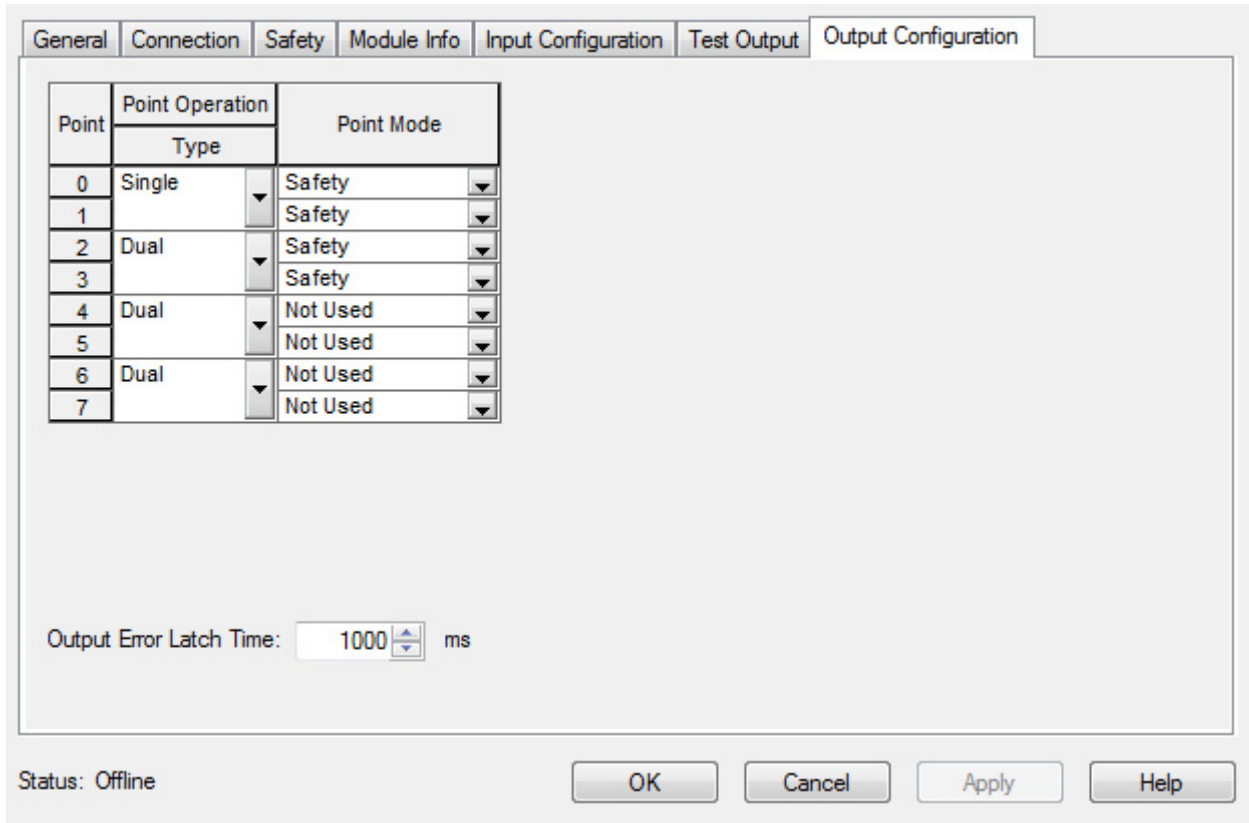 General Connection Safety Module Info Input Configuration Test Output Output Configuration
Point Point Operation Point Mode
Type
0 Single Safety
1 Safety
2 Dual Safety
3 Safety
4 Dual Not Used
5 Not Used
6 Dual Not Used
7 Not Used
Output Error Latch Time: 1000 ms
Status: Offline OK Cancel Apply Help